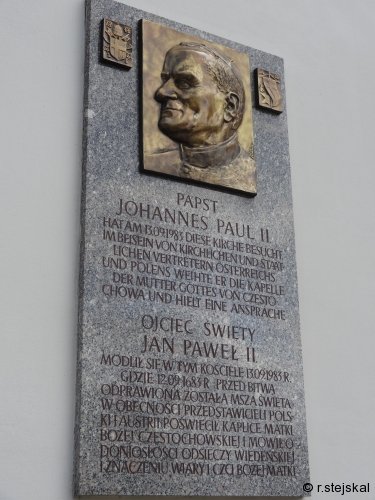 PAPST
JOHANNES PAUL II
HAT AM 13.09.1983 DIESE KIRCHE BESUCHT.
IM BEISEIN VON KIRCHLICHEN UND STAAT-
LICHEN VERTRETERN ÖSTERREICHS
UND POLENS WEIHTE ER DIE KAPELLE
DER MUTTER GOTTES VON CZESTO
CHOWA UND HIELT EINE ANSPRACHE
OJCIEC ŚWIĘTY
JAN PAWEŁ II
MODLIŁ SIĘ W TYM KOŚCIELE 13.09.1983 R.
GDZIE 12.09.1683 R. PRZED BITWĄ
ODPRAWIONA ZOSTAŁA MSZA ŚWIĘTA.
W OBECNOŚCI PRZEDSTAWICIELI POLS-
KI I AUSTRII POŚWIĘCIŁ KAPLICĘ MATKI
BOŻEJ CZĘSTOCHOWSKIEJ I MÓWIŁ O
DONIOSŁOŚCI ODSIECZY WIEDEŃSKIEJ
I ZNACZENIU WIARY I CZCI BOŻEJ MATKI
© r.stejskal